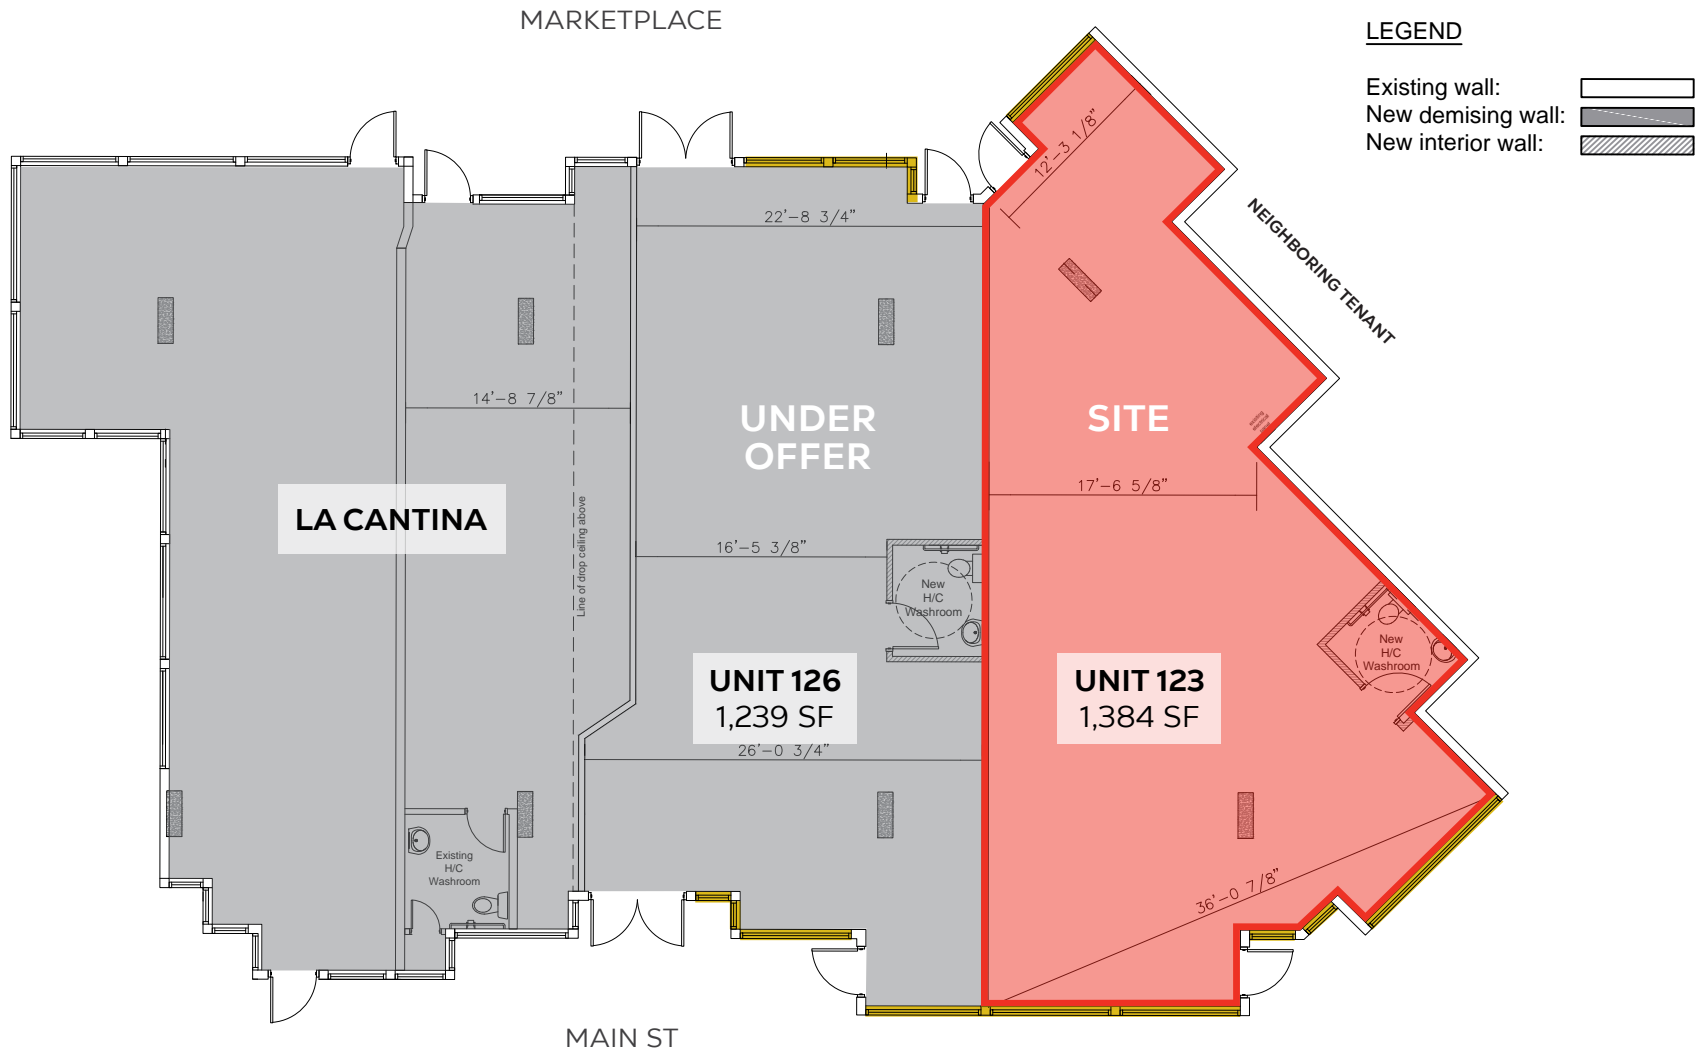 MARKETPLACE
LEGEND
Existing wall:
New demising wall:
New interior wall:
12'-3 1/8"
22'-8 3/4"
NEIGHBORING TENANT
14'-8 7/8"
UNDER
OFFER
SITE
17'-6 5/8"
LA CANTINA
Line of drop ceiling above
16'-5 3/8"
New
H/C
Washroom
New
H/C
Washroom
UNIT 126
1,239 SF
UNIT 123
1,384 SF
26'-0 3/4"
Existing
H/C
Washroom
36'-0 7/8"
MAIN ST